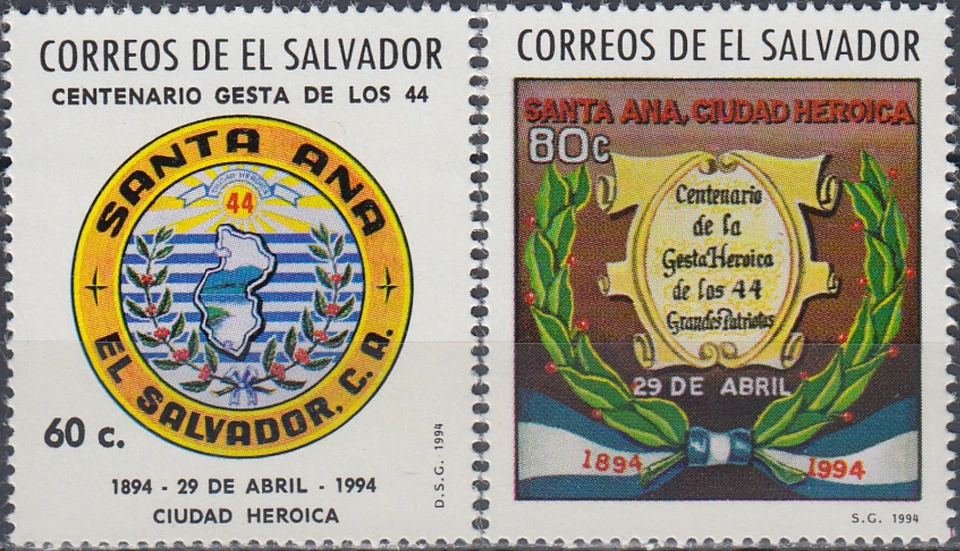 CORREOS DE EL SALVADOR
CENTENARIO GESTA DE LOS 44
SANTA ANA
CIUDAD HEROICA
44
EL SALVADOR, C. A.
60 c.
D.S.G. 1994
1894 - 29 DE ABRIL - 1994
CIUDAD HEROICA
CORREOS DE EL SALVADOR
SANTA ANA, CIUDAD HEROICA
80c
Centenario
de la
Gesta Heroica
de los 44
Grandes Patriotas
29 DE ABRIL
1894
1994
S.G. 1994